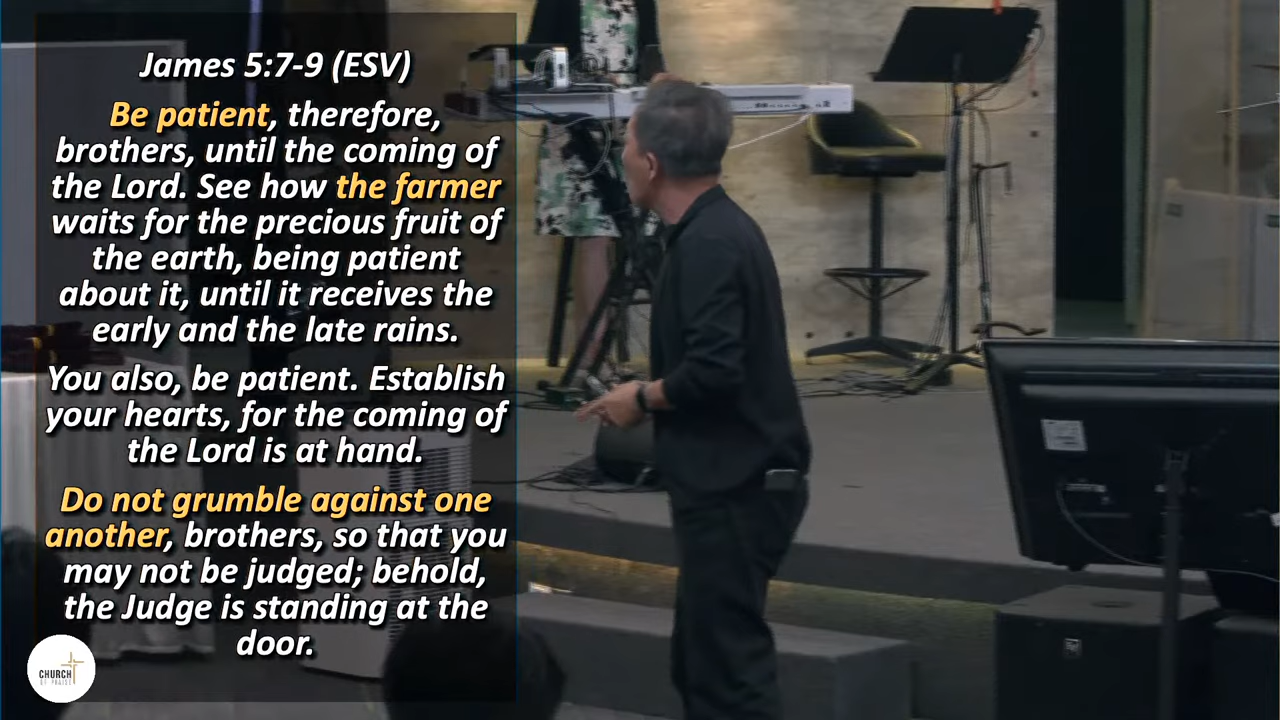 James 5:7-9 (ESV)
Be patient, therefore,
brothers, until the coming of
the Lord. See how the farmer
waits for the precious fruit of
the earth, being patient
about it, until it receives the
early and the late rains.
You also, be patient. Establish
your hearts, for the coming of
the Lord is at hand.
Do not grumble against one
another, brothers, so that you
may not be judged; behold,
the Judge is standing at the
door.
CHURCH
OF PRAISE